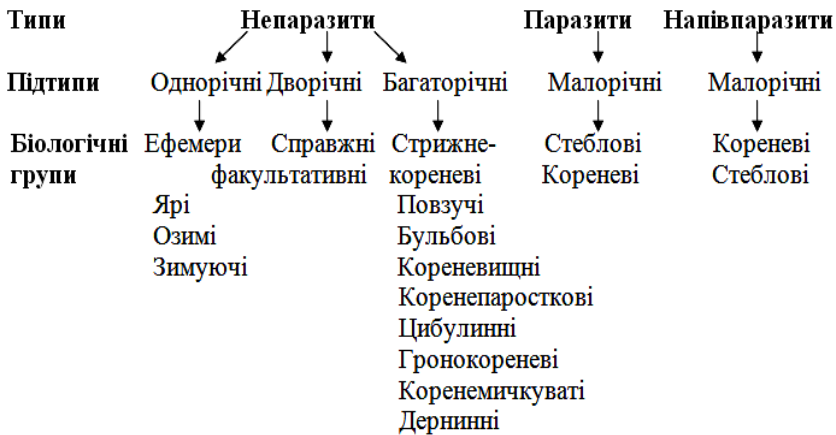 Типи Непаразити Паразити Напівпаразити
Підтипи Однорічні Дворічні Багаторічні Малорічні Малорічні
Біологічні Ефемери Справжні Стрижне- Стеблові Кореневі
групи факультативні кореневі Кореневі Стеблові
Ярі Повзучі
Озимі Бульбові
Зимуючі Кореневищні
Коренепаросткові
Цибулинні
Гронокореневі
Коренемичкуваті
Дернинні